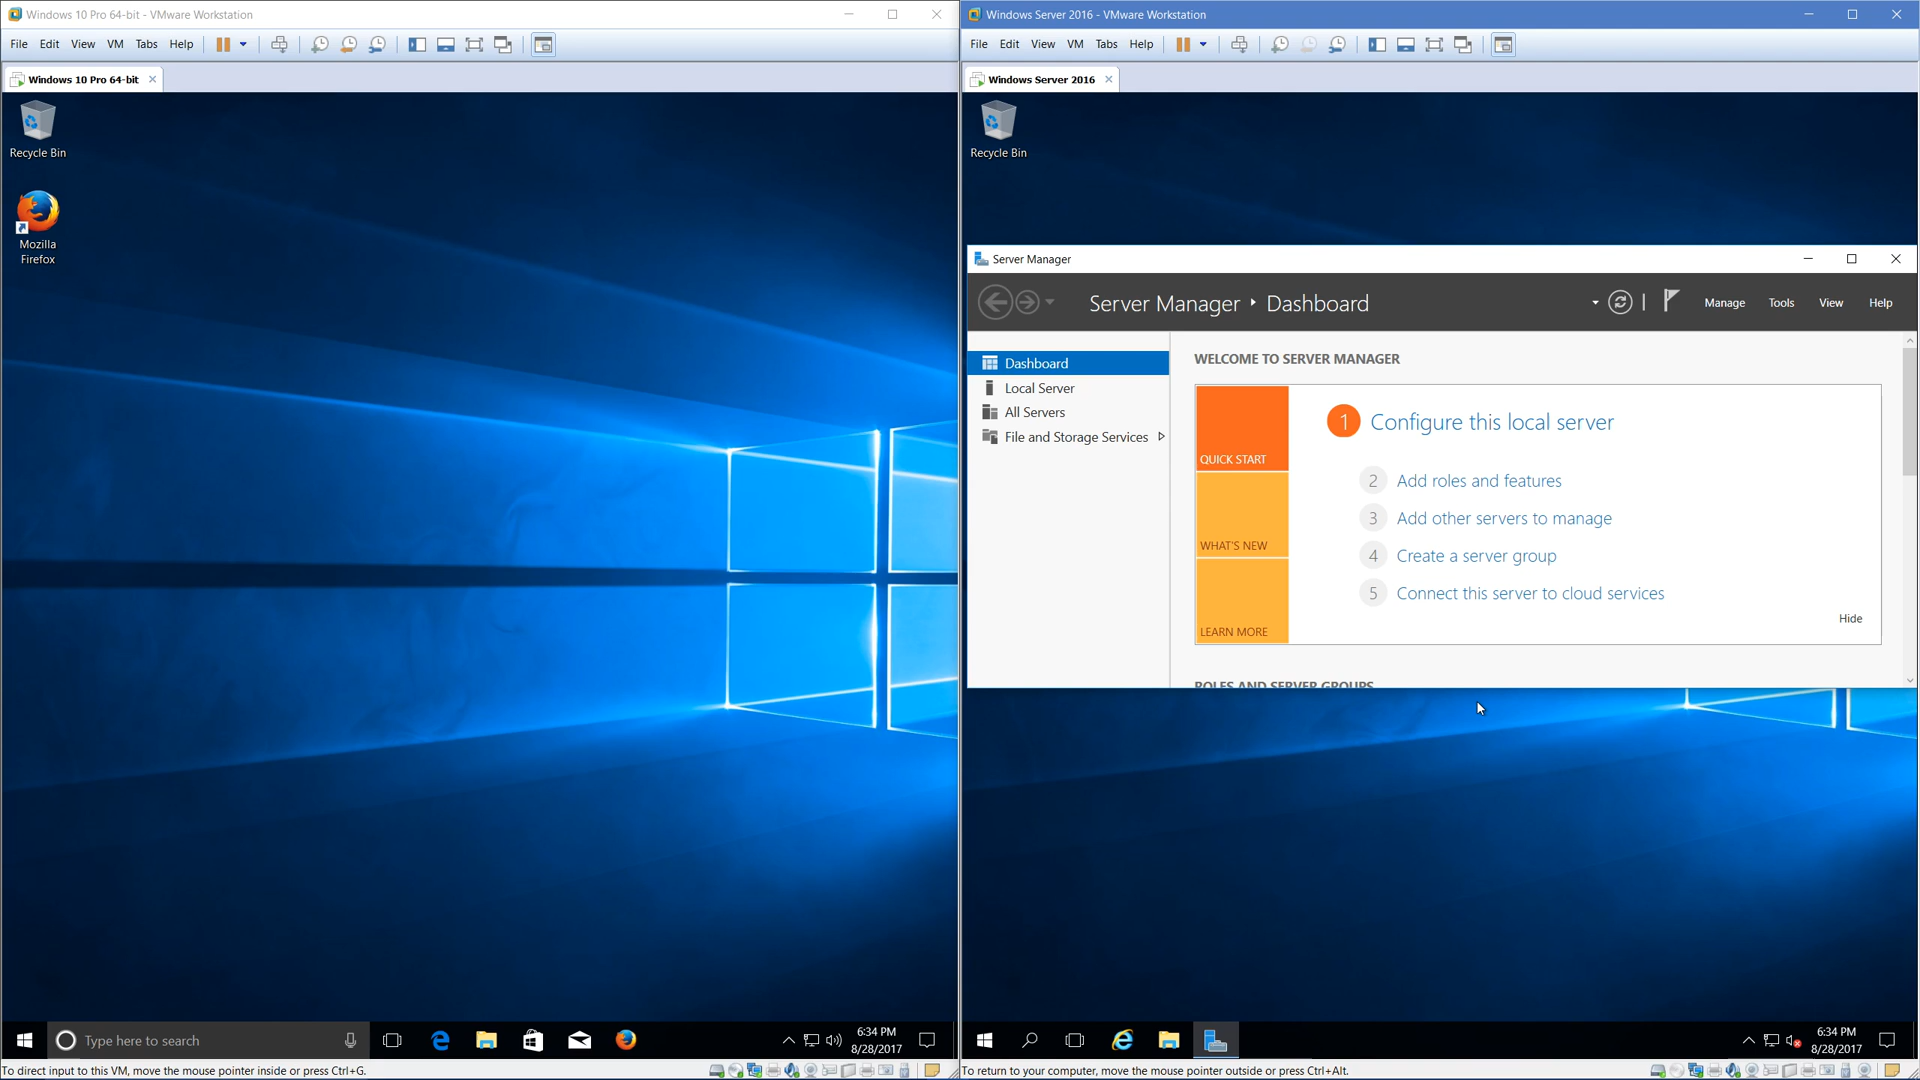 Windows 10 Pro 64-bit - VMware Workstation
File Edit View VM Tabs Help
Windows 10 Pro 64-bit
Recycle Bin
Mozilla
Firefox
Type here to search
6:34 PM
8/28/2017
To direct input to this VM, move the mouse pointer inside or press Ctrl+G.
Windows Server 2016 - VMware Workstation
File Edit View VM Tabs Help
Windows Server 2016
Recycle Bin
Server Manager
Server Manager Dashboard
Manage Tools View Help
Dashboard
Local Server
All Servers
File and Storage Services
WELCOME TO SERVER MANAGER
QUICK START
WHAT'S NEW
LEARN MORE
1 Configure this local server
2 Add roles and features
3 Add other servers to manage
4 Create a server group
5 Connect this server to cloud services
Hide
ROLES AND SERVER GROUPS
6:34 PM
8/28/2017
To return to your computer, move the mouse pointer outside or press Ctrl+Alt.